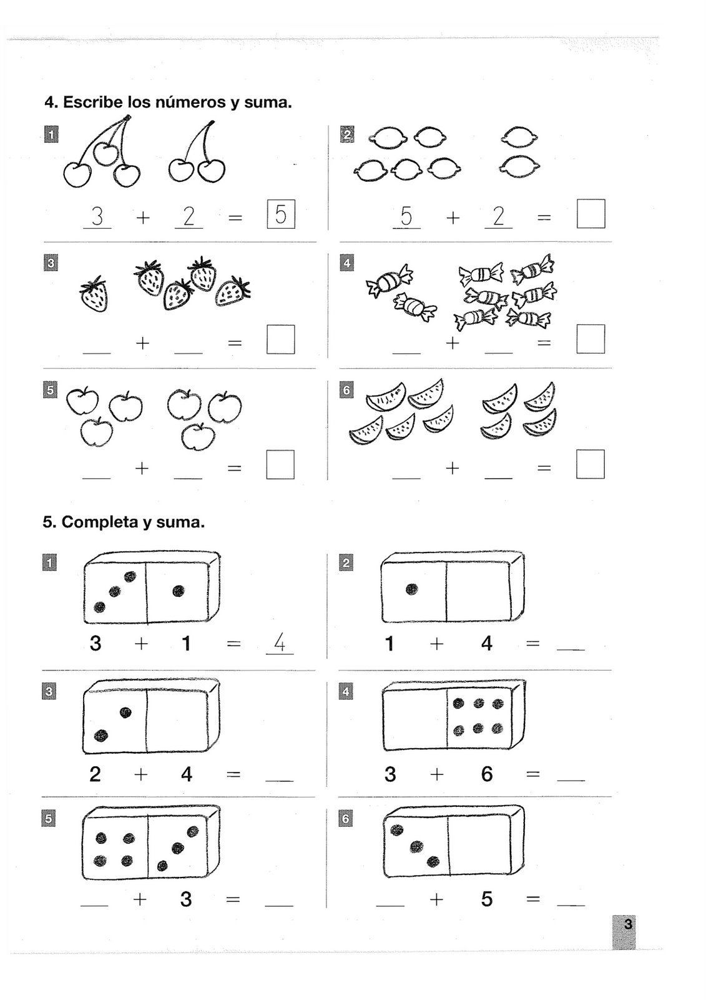 4. Escribe los números y suma.
1
3 + 2 = 5
2
5 + 2 =
3
+ =
4
+ =
5
+ =
6
+ =
5. Completa y suma.
1
3 + 1 = 4
2
1 + 4 =
3
2 + 4 =
4
3 + 6 =
5
+ 3 =
6
+ 5 =
3